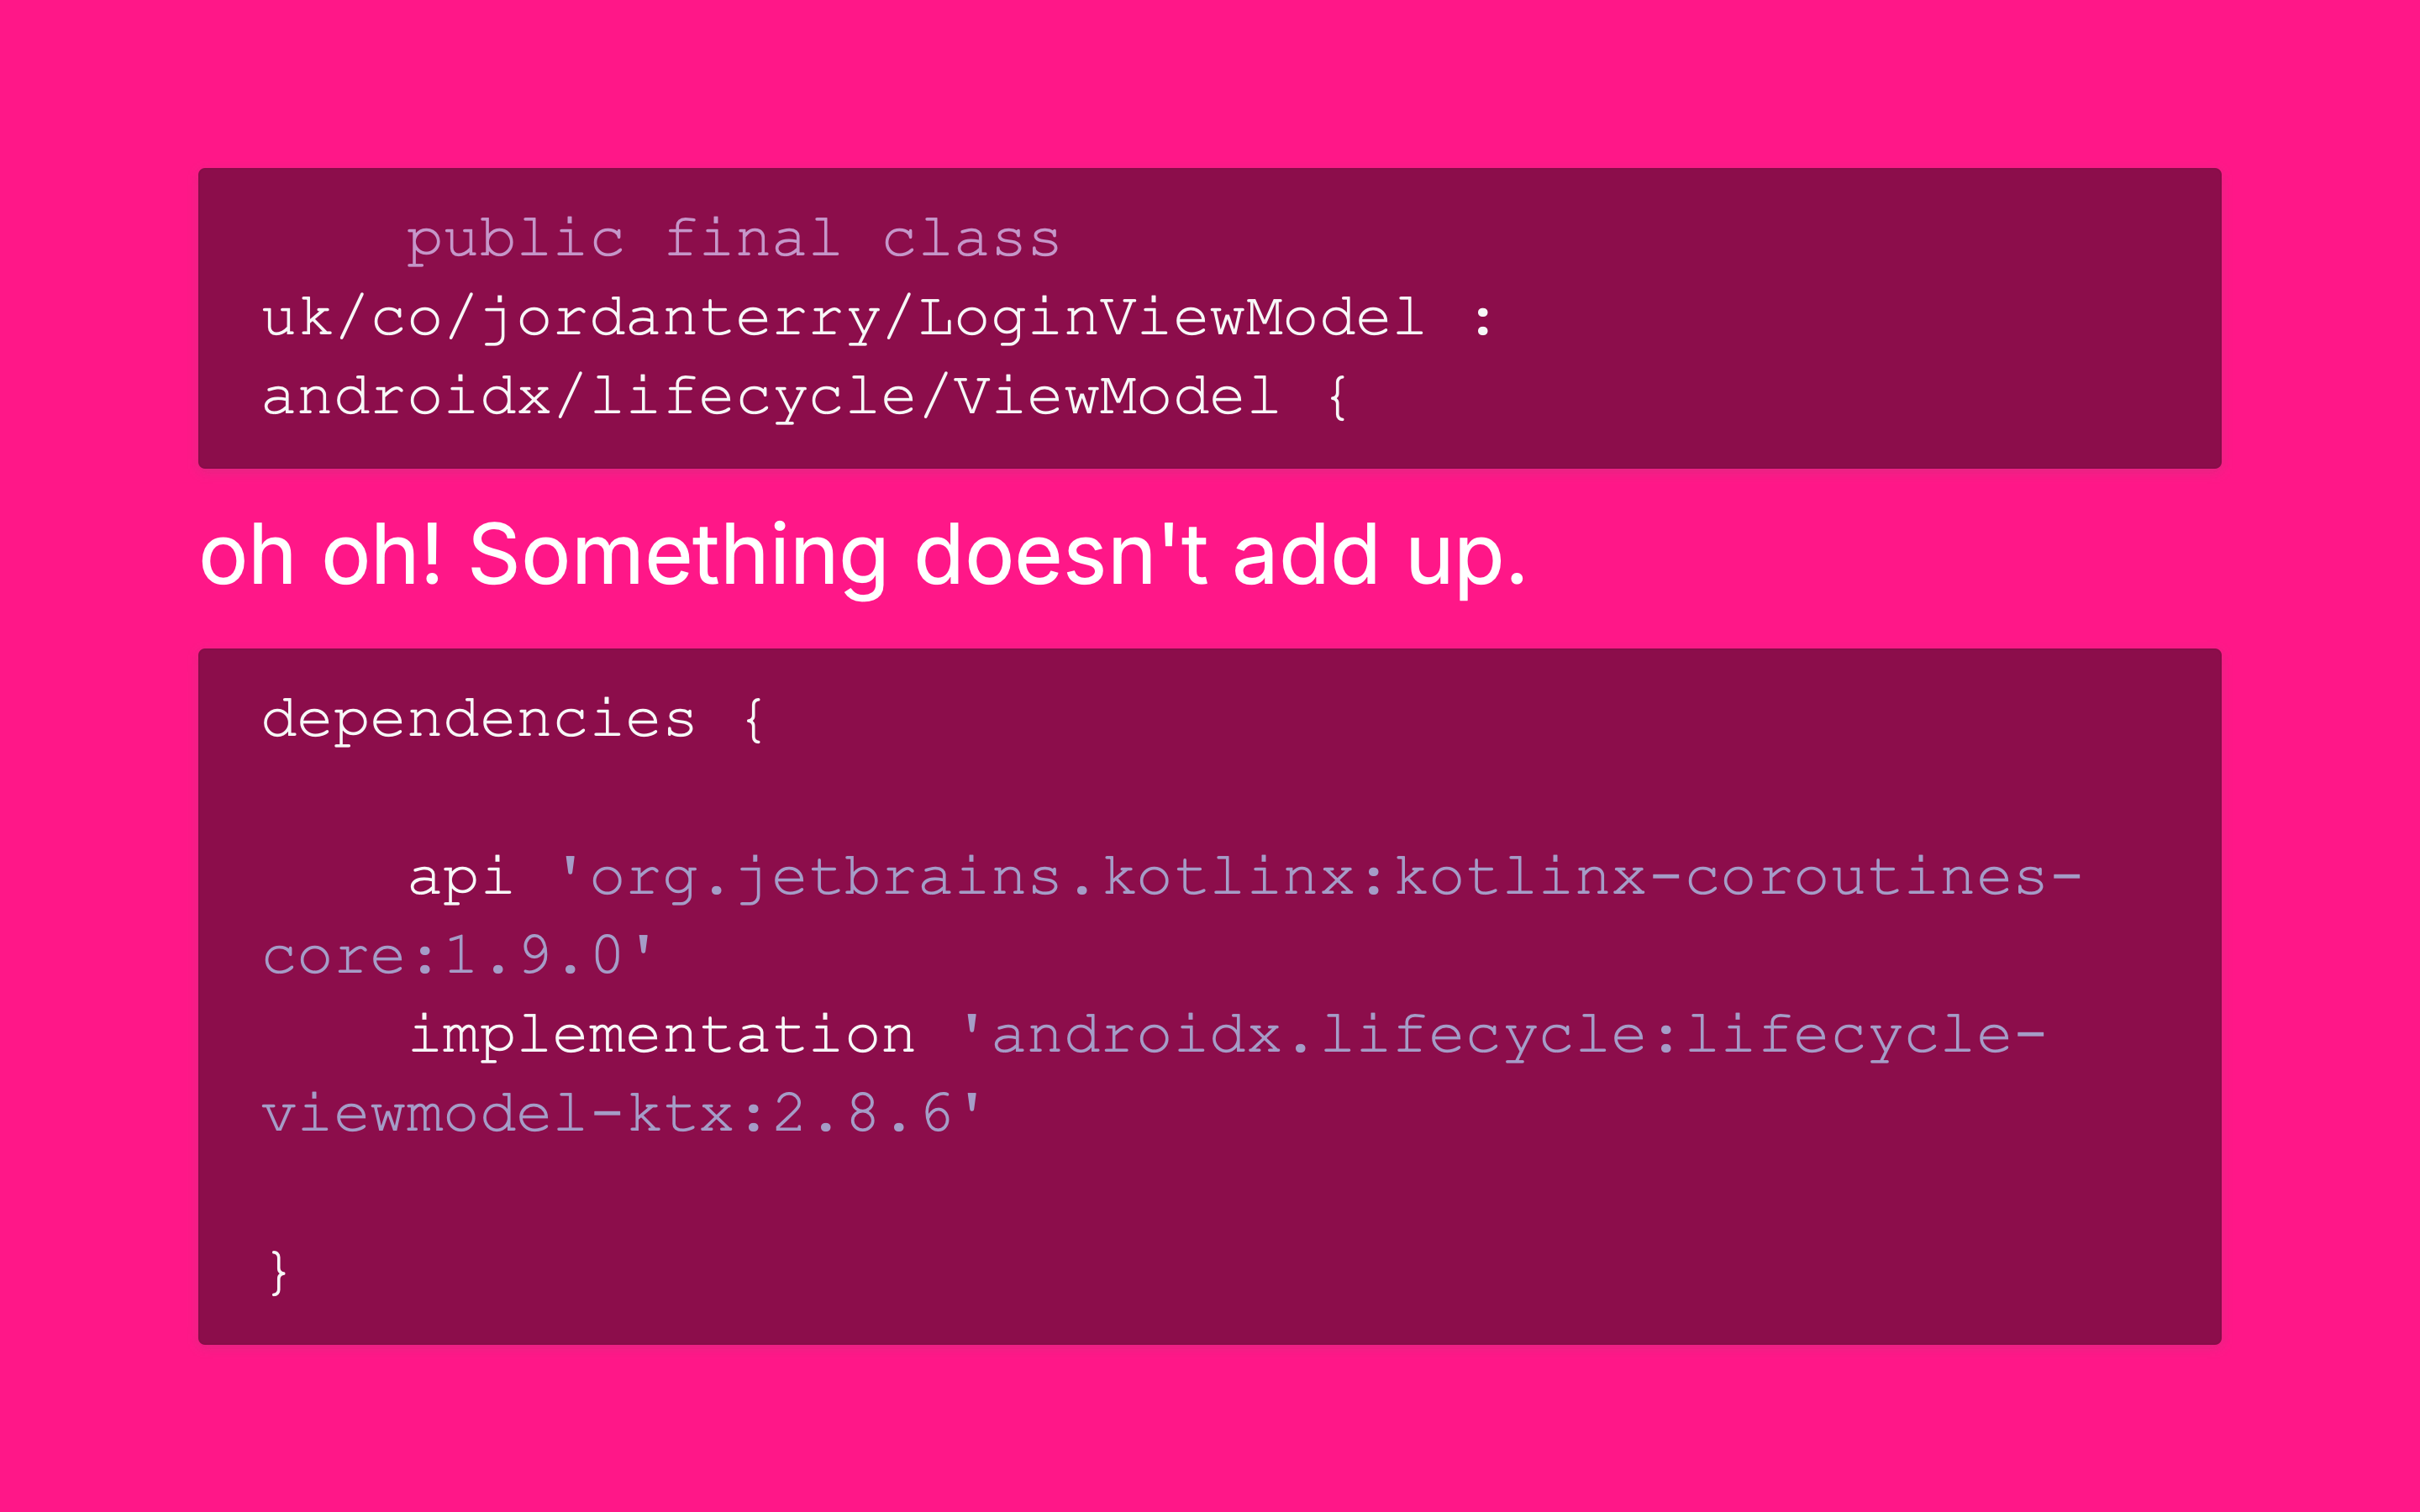 public final class
uk/co/jordanterry/LoginViewModel :
androidx/lifecycle/ViewModel {
oh oh! Something doesn't add up.
dependencies {
api 'org.jetbrains.kotlinx:kotlinx-coroutines-
core:1.9.0'
implementation 'androidx.lifecycle:lifecycle-
viewmodel-ktx:2.8.6'
}